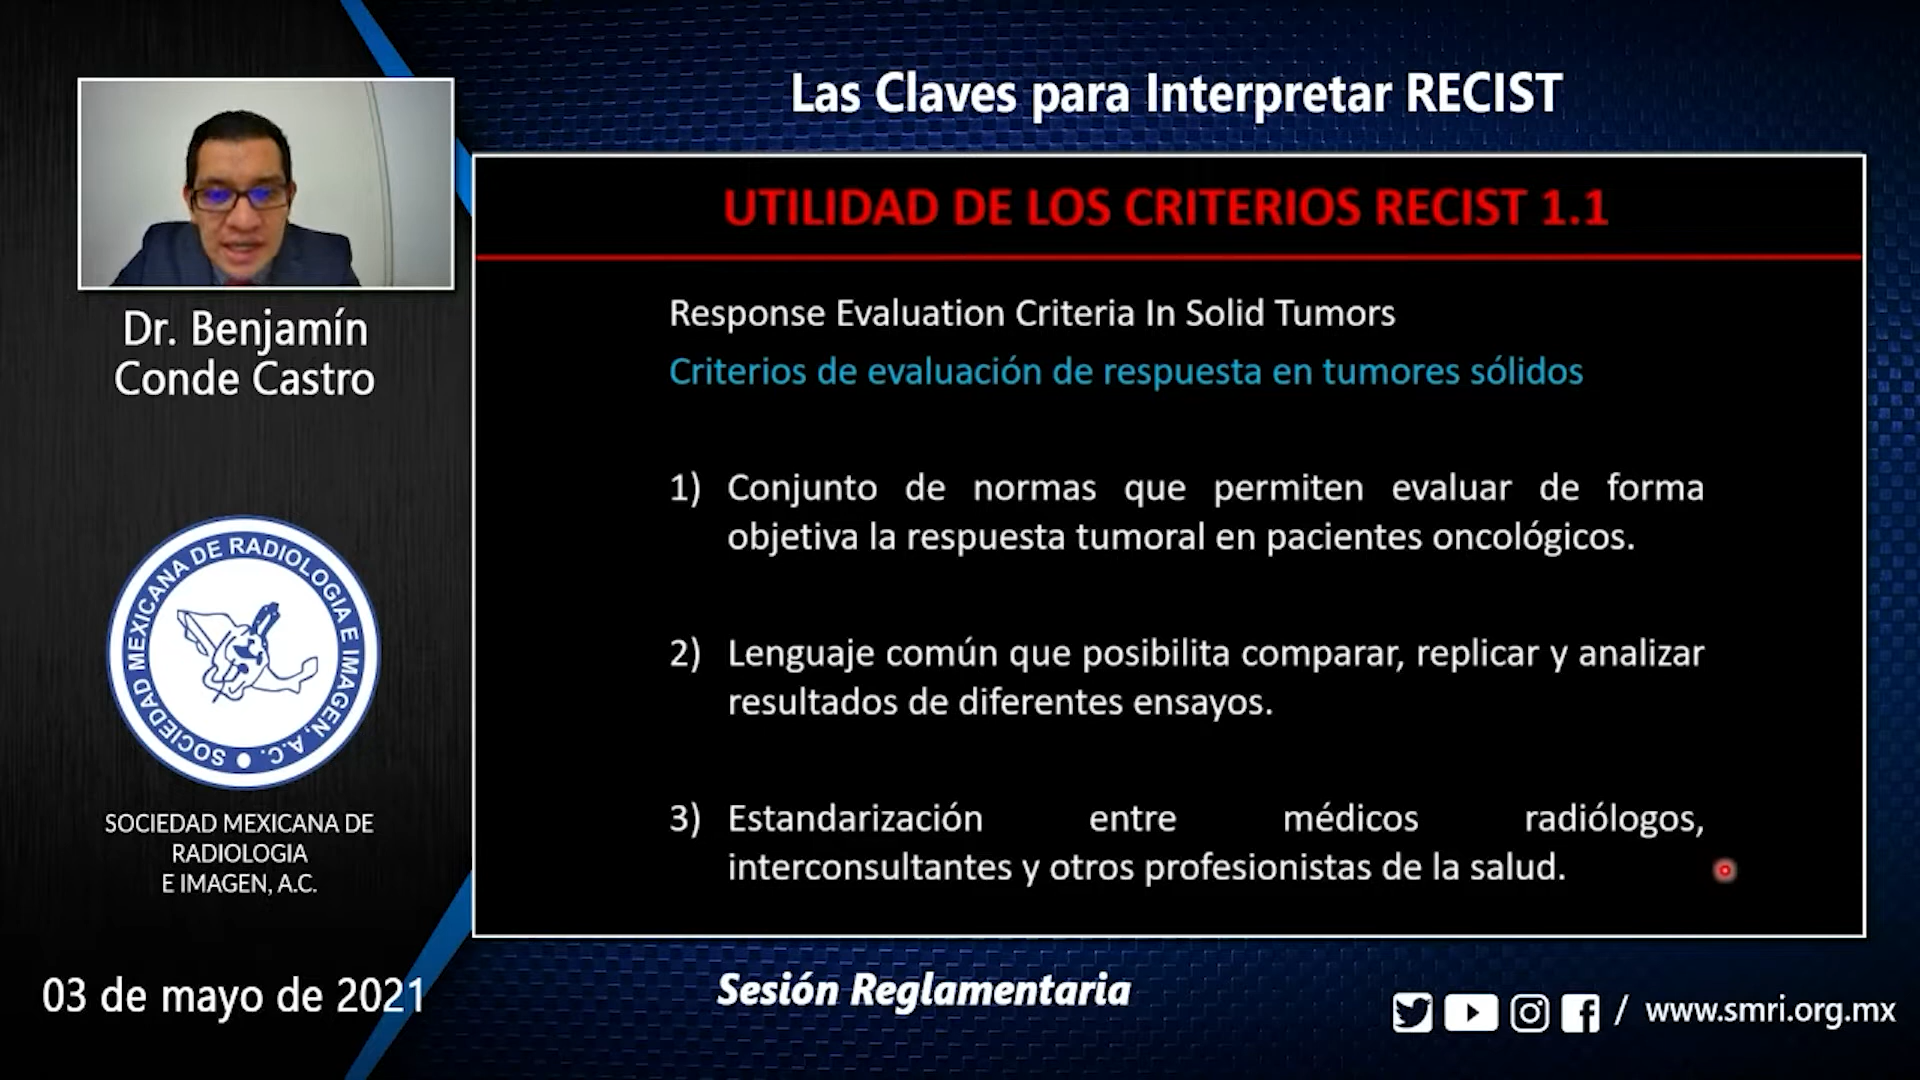 Las Claves para Interpretar RECIST
Dr. Benjamín
Conde Castro
SOCIEDAD MEXICANA DE RADIOLOGIA E IMAGEN, A.C.
SOCIEDAD MEXICANA DE
RADIOLOGIA
E IMAGEN, A.C.
03 de mayo de 2021
UTILIDAD DE LOS CRITERIOS RECIST 1.1
Response Evaluation Criteria In Solid Tumors
Criterios de evaluación de respuesta en tumores sólidos
1) Conjunto de normas que permiten evaluar de forma
objetiva la respuesta tumoral en pacientes oncológicos.
2) Lenguaje común que posibilita comparar, replicar y analizar
resultados de diferentes ensayos.
3) Estandarización entre médicos radiólogos,
interconsultantes y otros profesionistas de la salud.
Sesión Reglamentaria
/ www.smri.org.mx